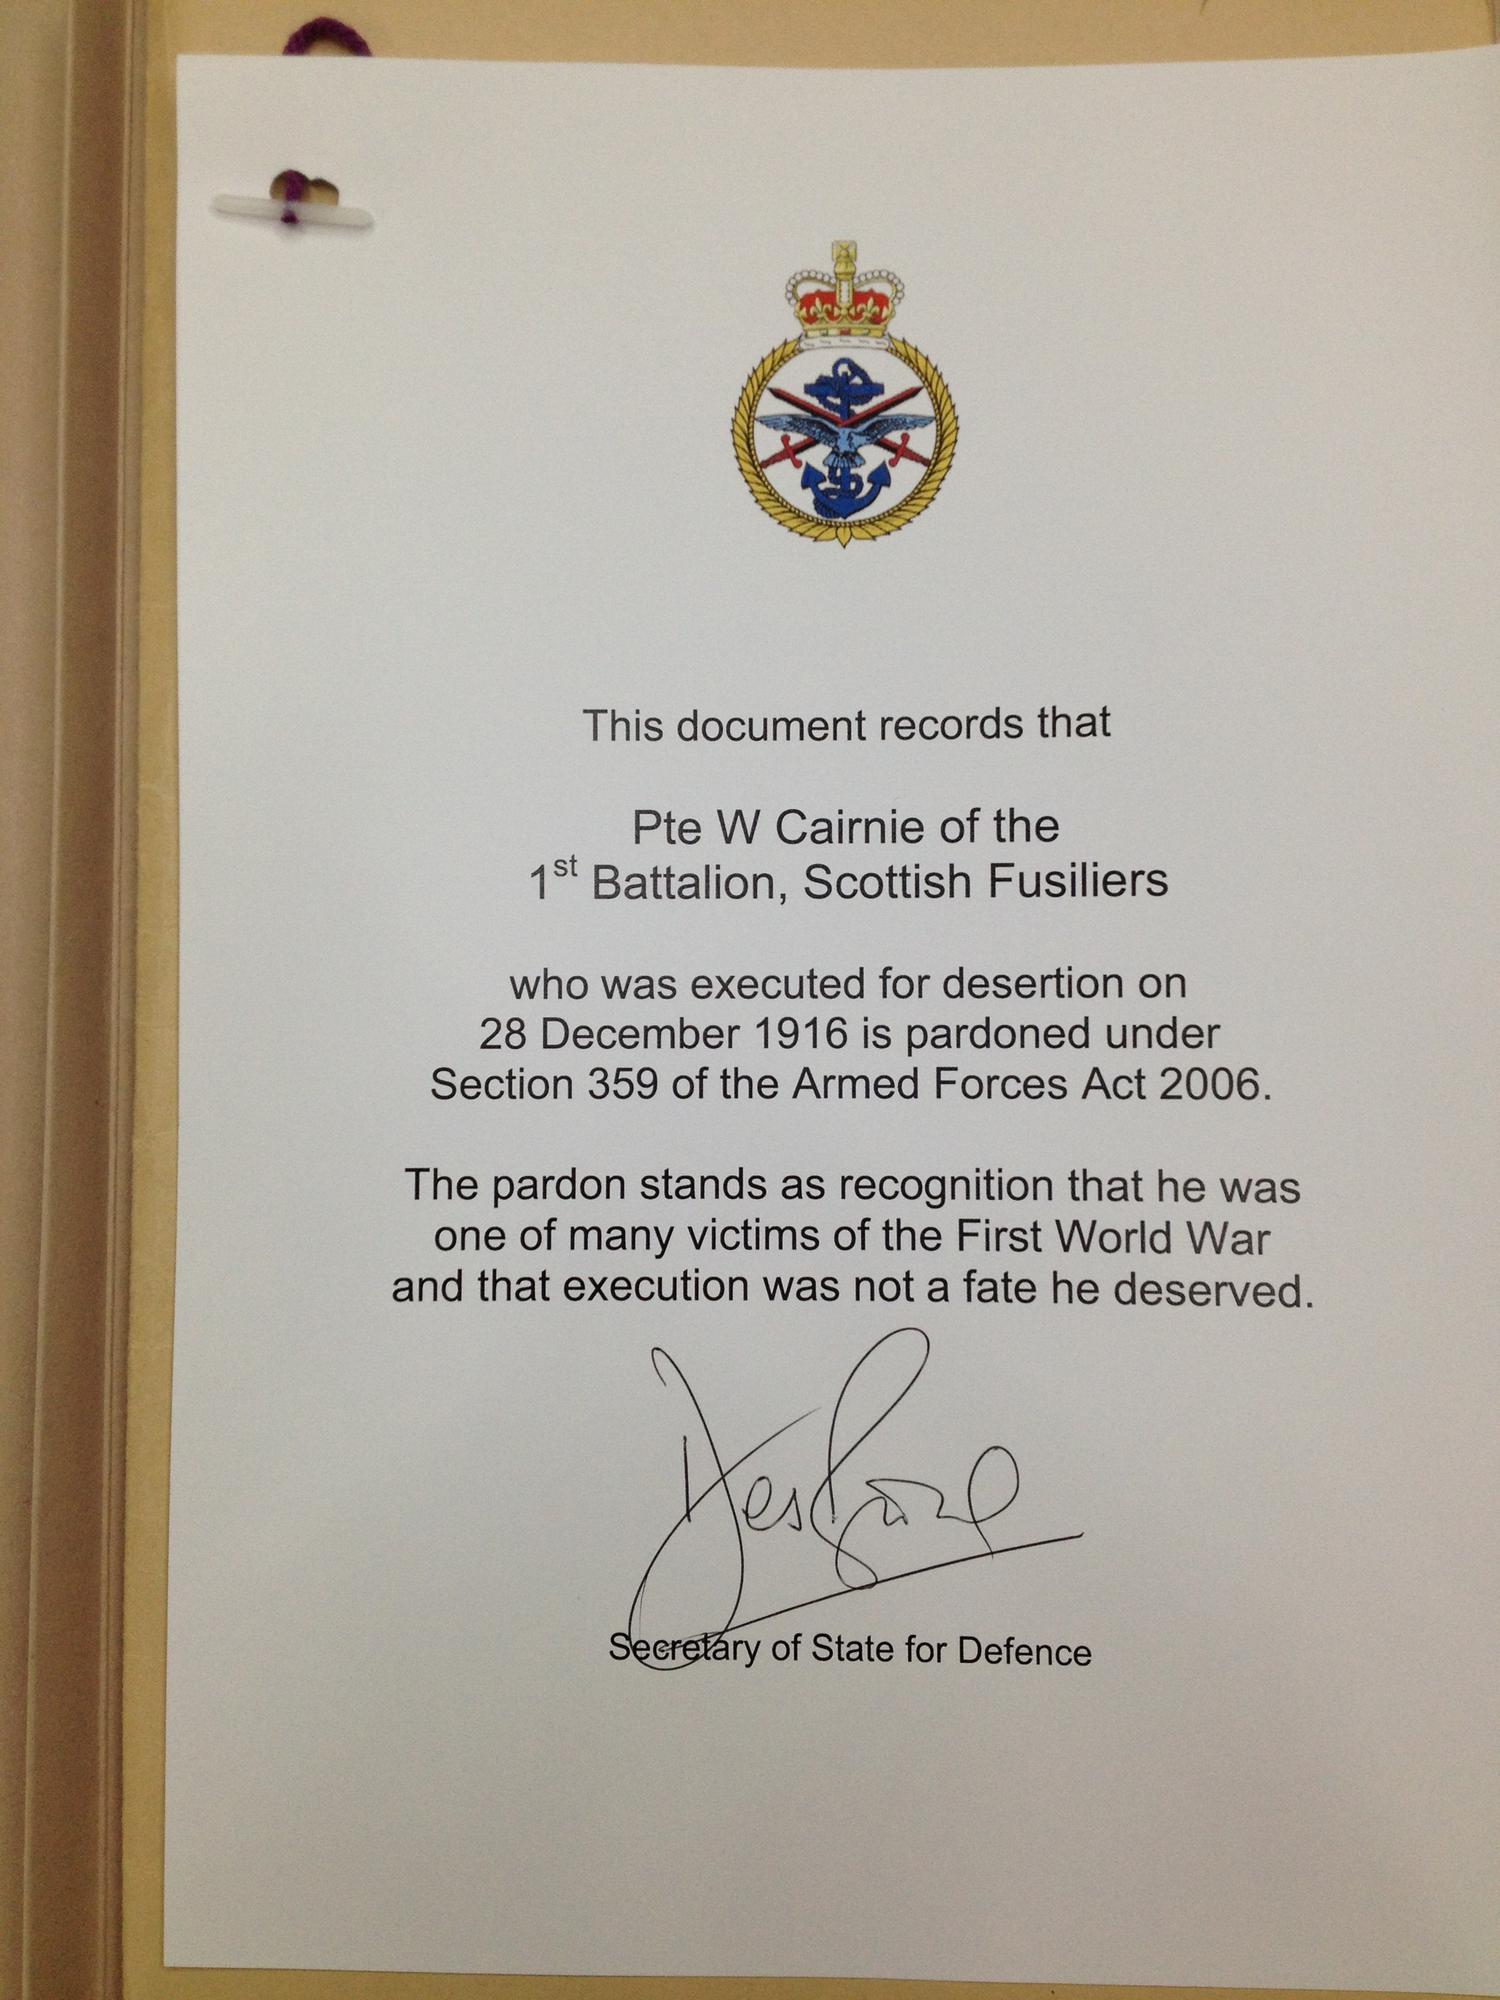 This document records that
Pte W Cairnie of the
1st Battalion, Scottish Fusiliers
who was executed for desertion on
28 December 1916 is pardoned under
Section 359 of the Armed Forces Act 2006.
The pardon stands as recognition that he was
one of many victims of the First World War
and that execution was not a fate he deserved.
Des Browne
Secretary of State for Defence